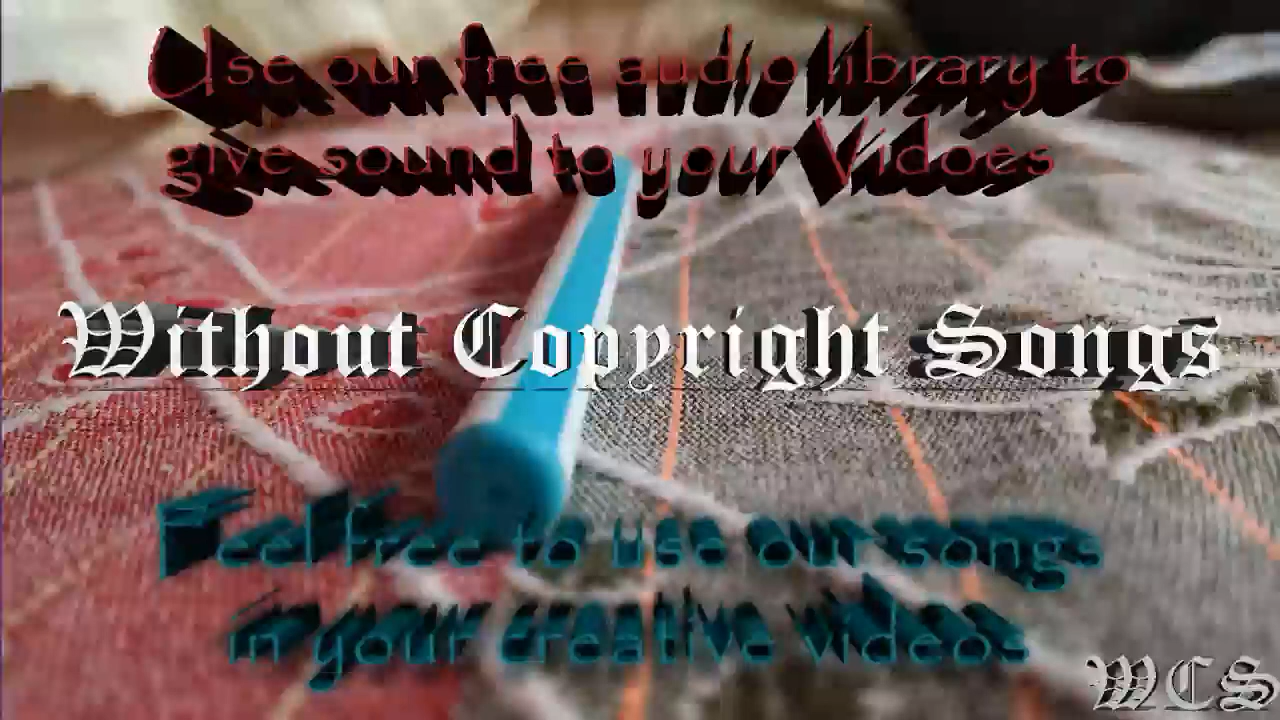 Use our free audio library to
give sound to your Vidoes
Without Copyright Songs
Feel free to use our songs
in your creative videos
WCS